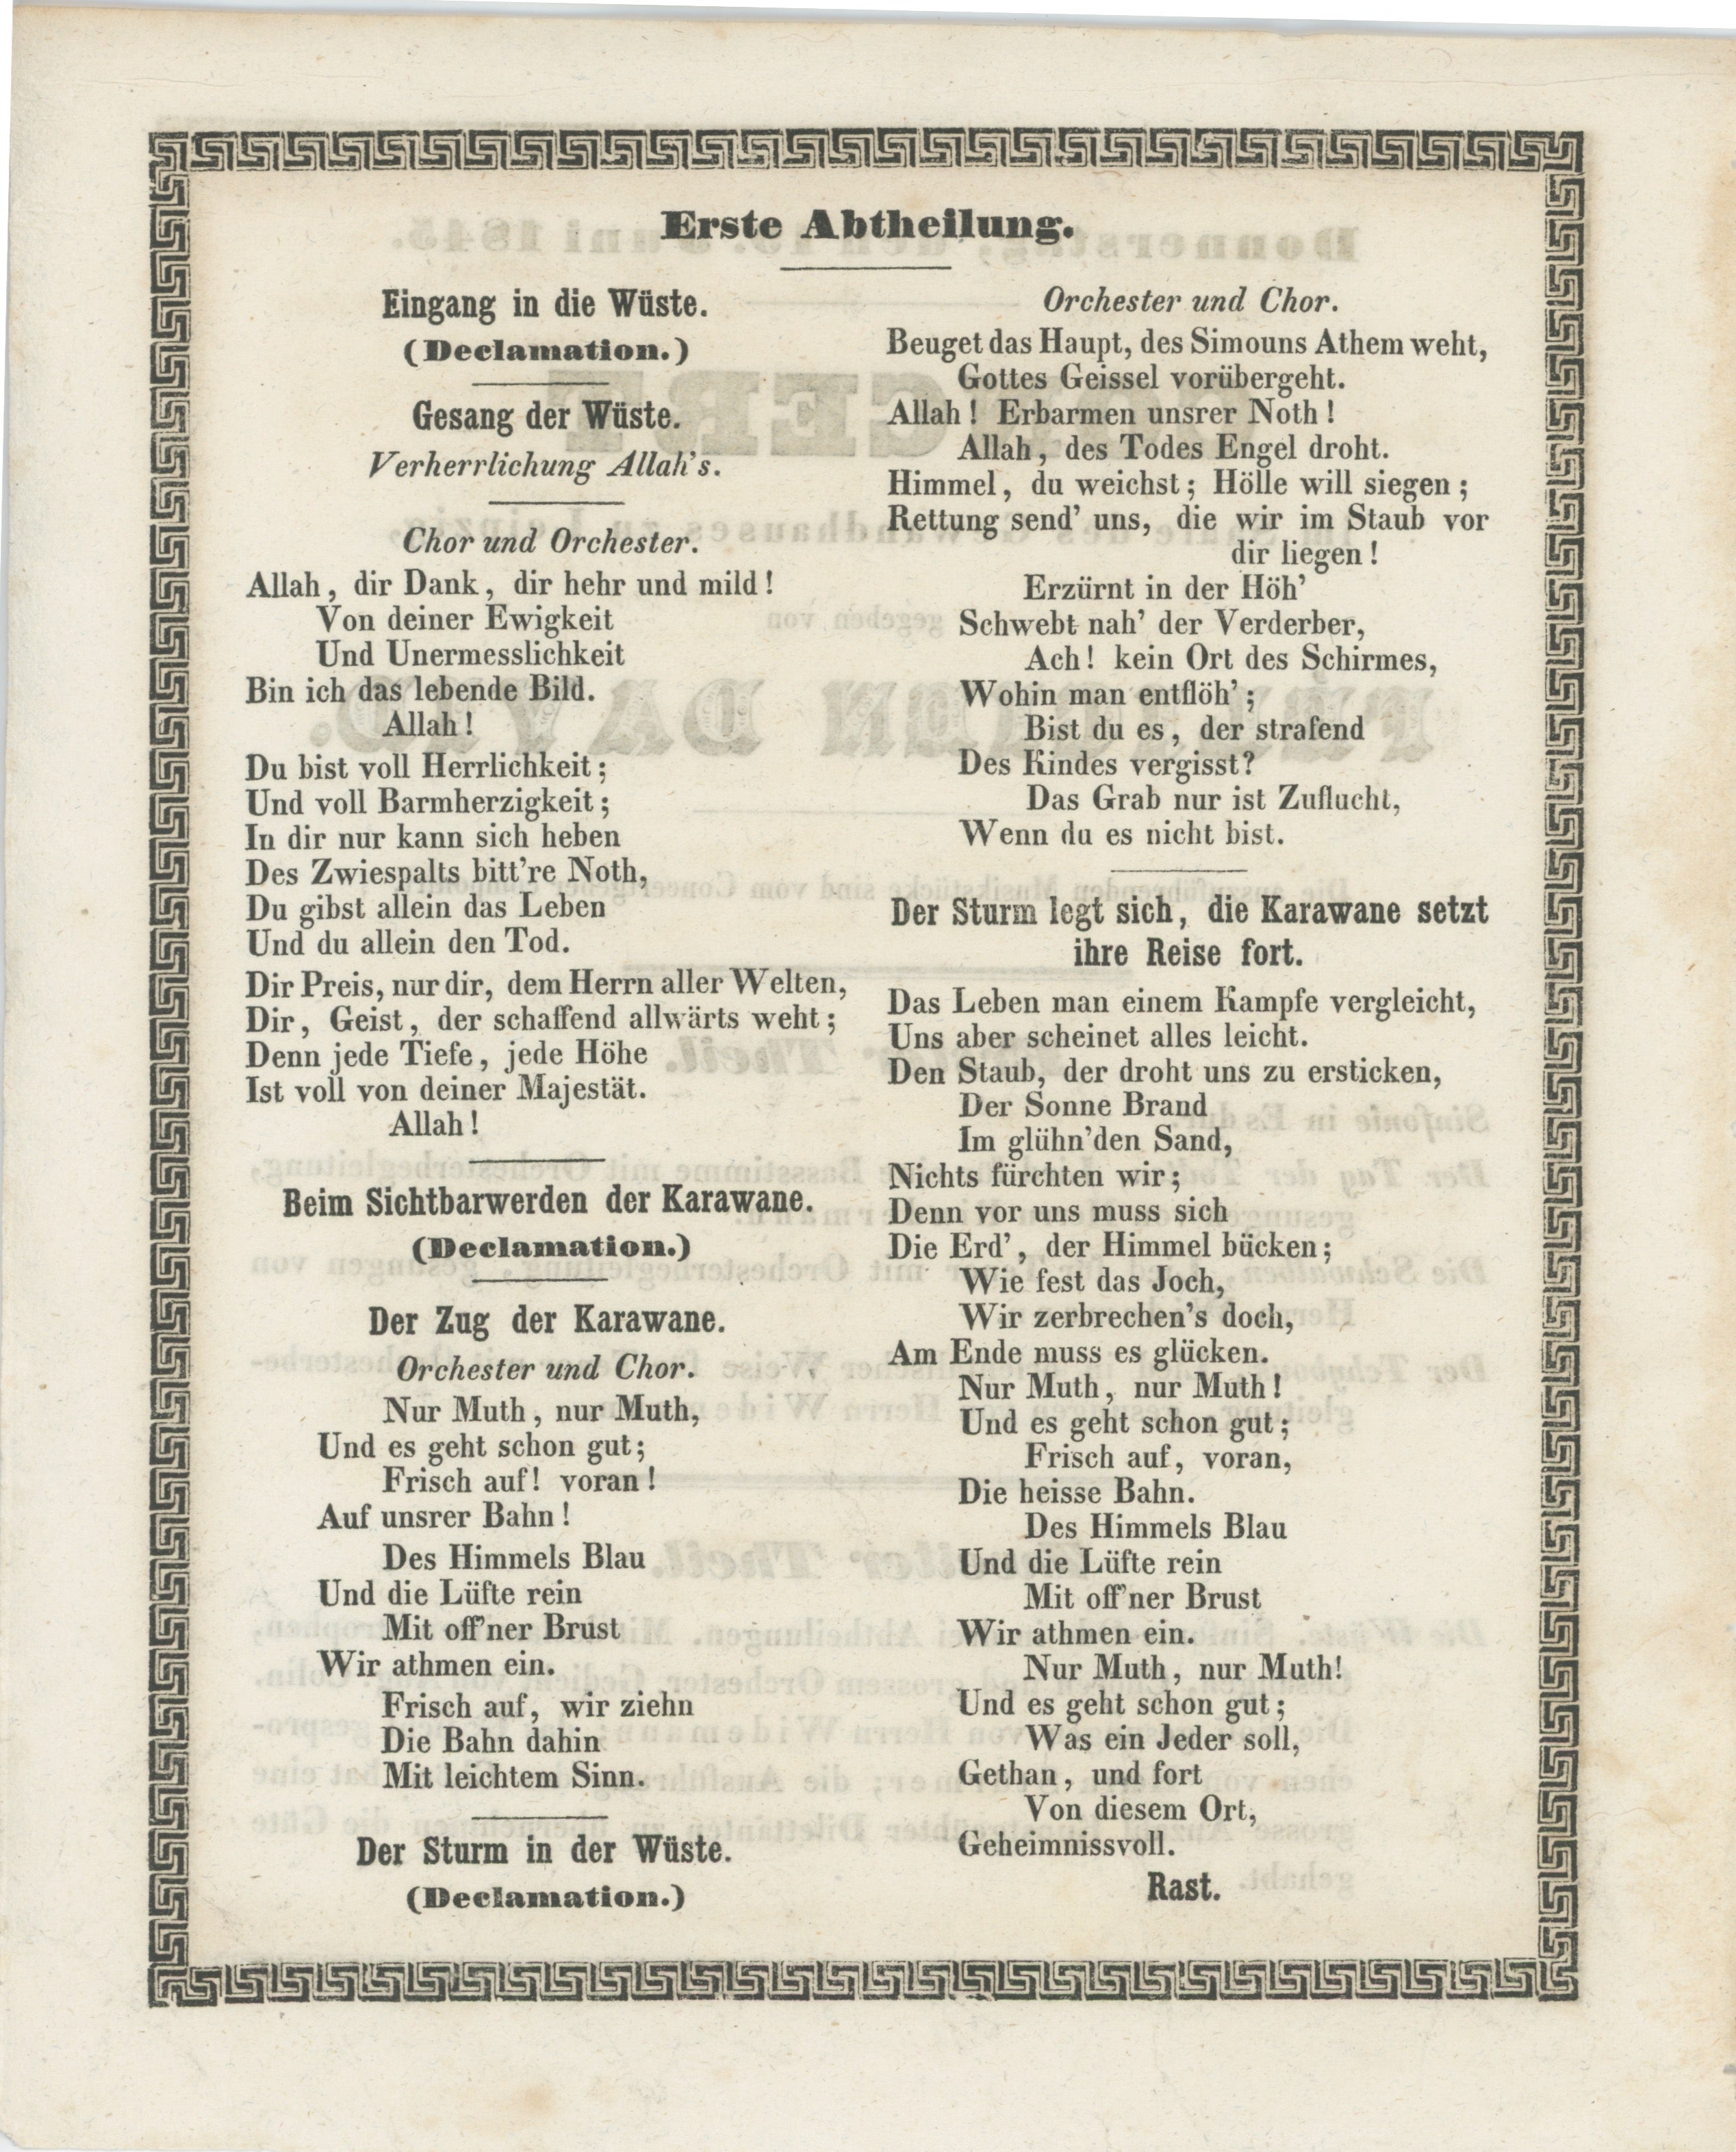 Erste Abtheilung.
Eingang in die Wüste.
(Declamation.)
Gesang der Wüste.
Verherrlichung Allah's.
Chor und Orchester.
Allah, dir Dank, dir hehr und mild!
Von deiner Ewigkeit
Und Unermesslichkeit
Bin ich das lebende Bild.
Allah!
Du bist voll Herrlichkeit;
Und voll Barmherzigkeit;
In dir nur kann sich heben
Des Zwiespalts bitt're Noth,
Du gibst allein das Leben
Und du allein den Tod.
Dir Preis, nur dir, dem Herrn aller Welten,
Dir, Geist, der schaffend allwärts weht;
Denn jede Tiefe, jede Höhe
Ist voll von deiner Majestät.
Allah!
Beim Sichtbarwerden der Karawane.
(Declamation.)
Der Zug der Karawane.
Orchester und Chor.
Nur Muth, nur Muth,
Und es geht schon gut;
Frisch auf! voran!
Auf unsrer Bahn!
Des Himmels Blau
Und die Lüfte rein
Mit off'ner Brust
Wir athmen ein.
Frisch auf, wir ziehn
Die Bahn dahin
Mit leichtem Sinn.
Der Sturm in der Wüste.
(Declamation.)
Orchester und Chor.
Beuget das Haupt, des Simouns Athem weht,
Gottes Geissel vorübergeht.
Allah! Erbarmen unsrer Noth!
Allah, des Todes Engel droht.
Himmel, du weichst; Hölle will siegen;
Rettung send' uns, die wir im Staub vor
dir liegen!
Erzürnt in der Höh'
Schwebt nah' der Verderber,
Ach! kein Ort des Schirmes,
Wohin man entflöh';
Bist du es, der strafend
Des Kindes vergisst?
Das Grab nur ist Zuflucht,
Wenn du es nicht bist.
Der Sturm legt sich, die Karawane setzt
ihre Reise fort.
Das Leben man einem Kampfe vergleicht,
Uns aber scheinet alles leicht.
Den Staub, der droht uns zu ersticken,
Der Sonne Brand
Im glühn'den Sand,
Nichts fürchten wir;
Denn vor uns muss sich
Die Erd', der Himmel bücken;
Wie fest das Joch,
Wir zerbrechen's doch,
Am Ende muss es glücken.
Nur Muth, nur Muth!
Und es geht schon gut;
Frisch auf, voran,
Die heisse Bahn.
Des Himmels Blau
Und die Lüfte rein
Mit off'ner Brust
Wir athmen ein.
Nur Muth, nur Muth!
Und es geht schon gut;
Was ein Jeder soll,
Gethan, und fort
Von diesem Ort,
Geheimnissvoll.
Rast.